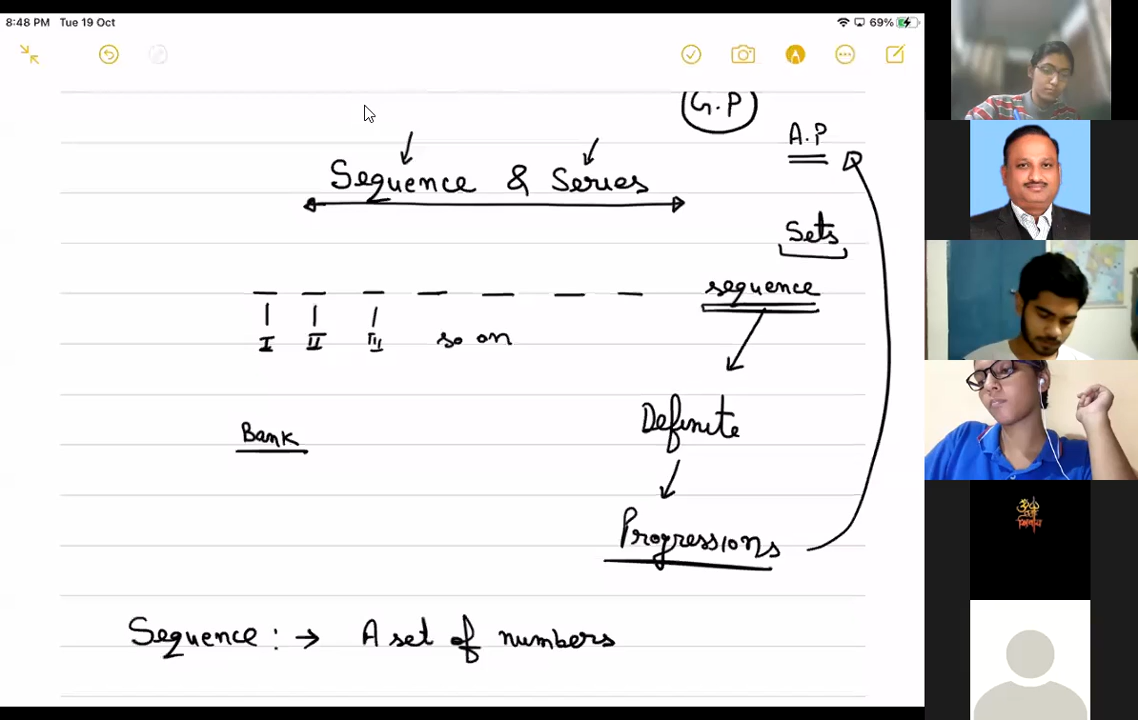 8:48 PM Tue 19 Oct
69%
G.P
A.P
Sequence & Series
Sets
sequence
I II III so on
Definite
Bank
Progressions
Sequence: → A set of numbers